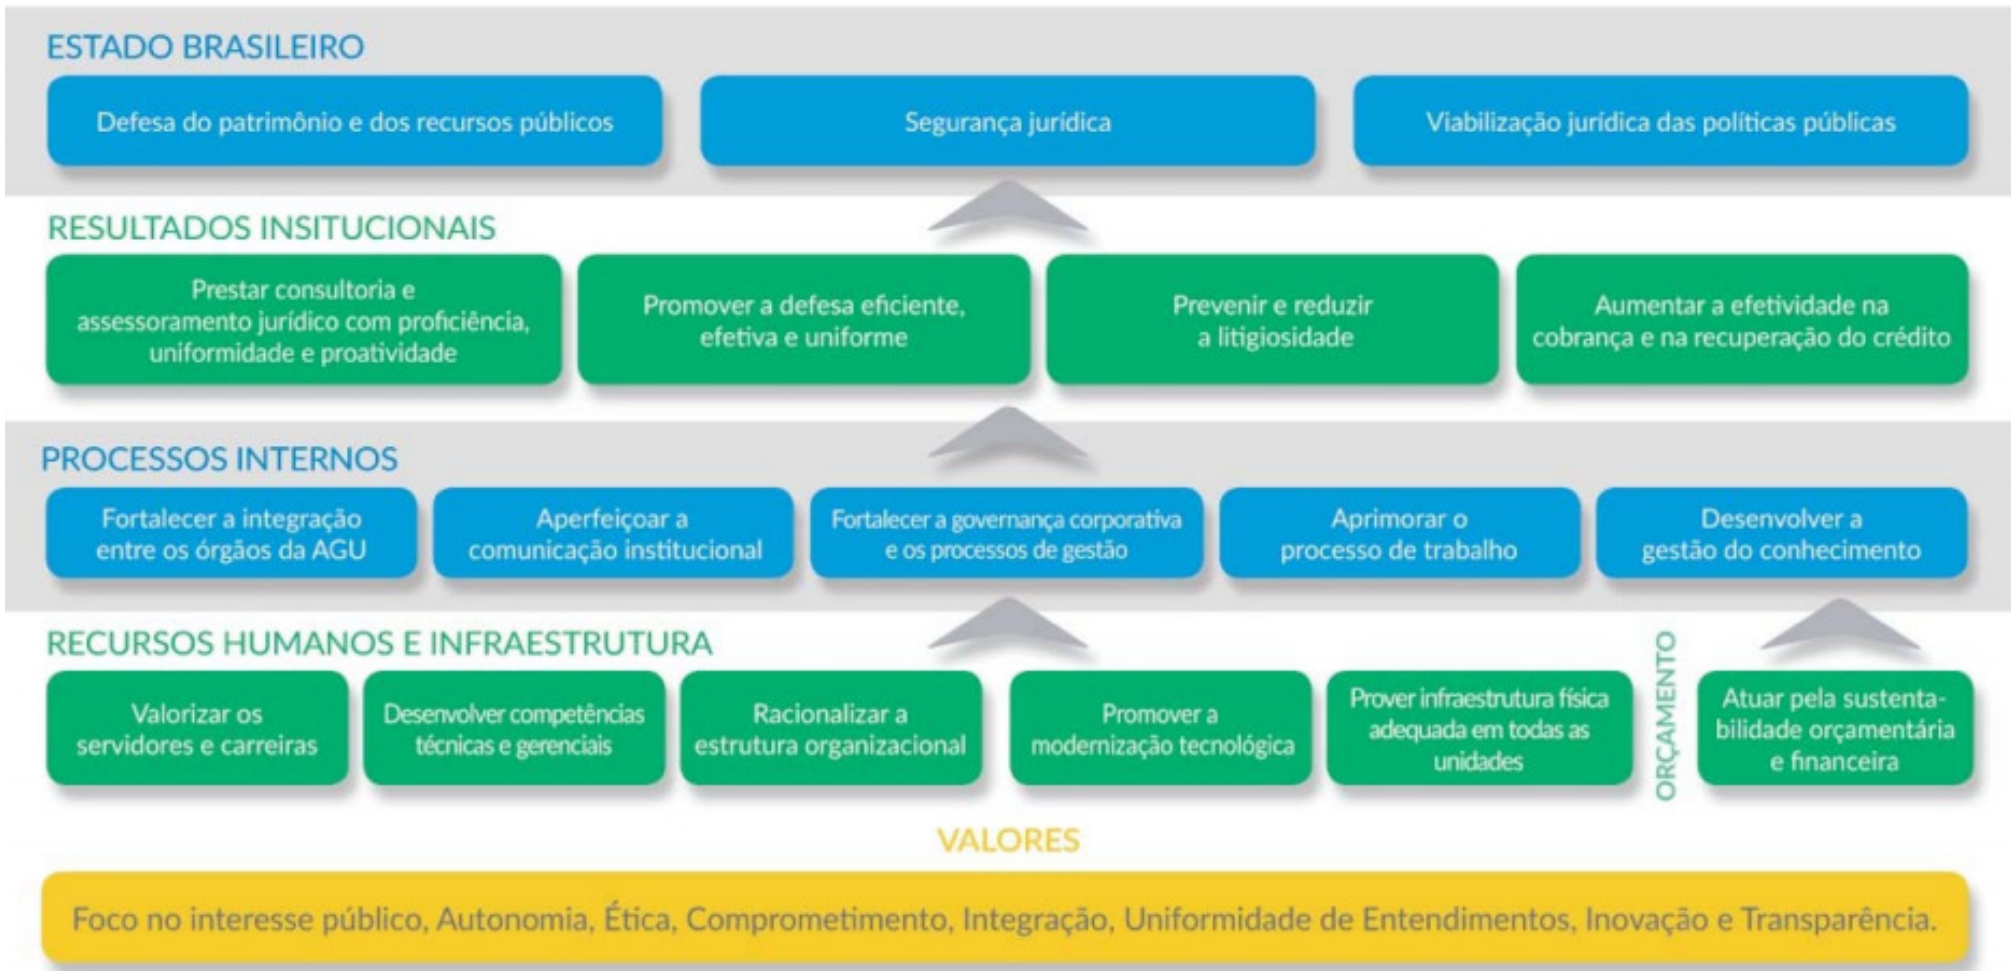 ESTADO BRASILEIRO
Defesa do patrimônio e dos recursos públicos
Segurança jurídica
Viabilização jurídica das políticas públicas
RESULTADOS INSITUCIONAIS
Prestar consultoria e
assessoramento jurídico com proficiência,
uniformidade e proatividade
Promover a defesa eficiente,
efetiva e uniforme
Prevenir e reduzir
a litigiosidade
Aumentar a efetividade na
cobrança e na recuperação do crédito
PROCESSOS INTERNOS
Fortalecer a integração
entre os órgãos da AGU
Aperfeiçoar a
comunicação institucional
Fortalecer a governança corporativa
e os processos de gestão
Aprimorar o
processo de trabalho
Desenvolver a
gestão do conhecimento
RECURSOS HUMANOS E INFRAESTRUTURA
Valorizar os
servidores e carreiras
Desenvolver competências
técnicas e gerenciais
Racionalizar a
estrutura organizacional
Promover a
modernização tecnológica
Prover infraestrutura física
adequada em todas as
unidades
ORÇAMENTO
Atuar pela sustenta-
bilidade orçamentária
e financeira
VALORES
Foco no interesse público, Autonomia, Ética, Comprometimento, Integração, Uniformidade de Entendimentos, Inovação e Transparência.